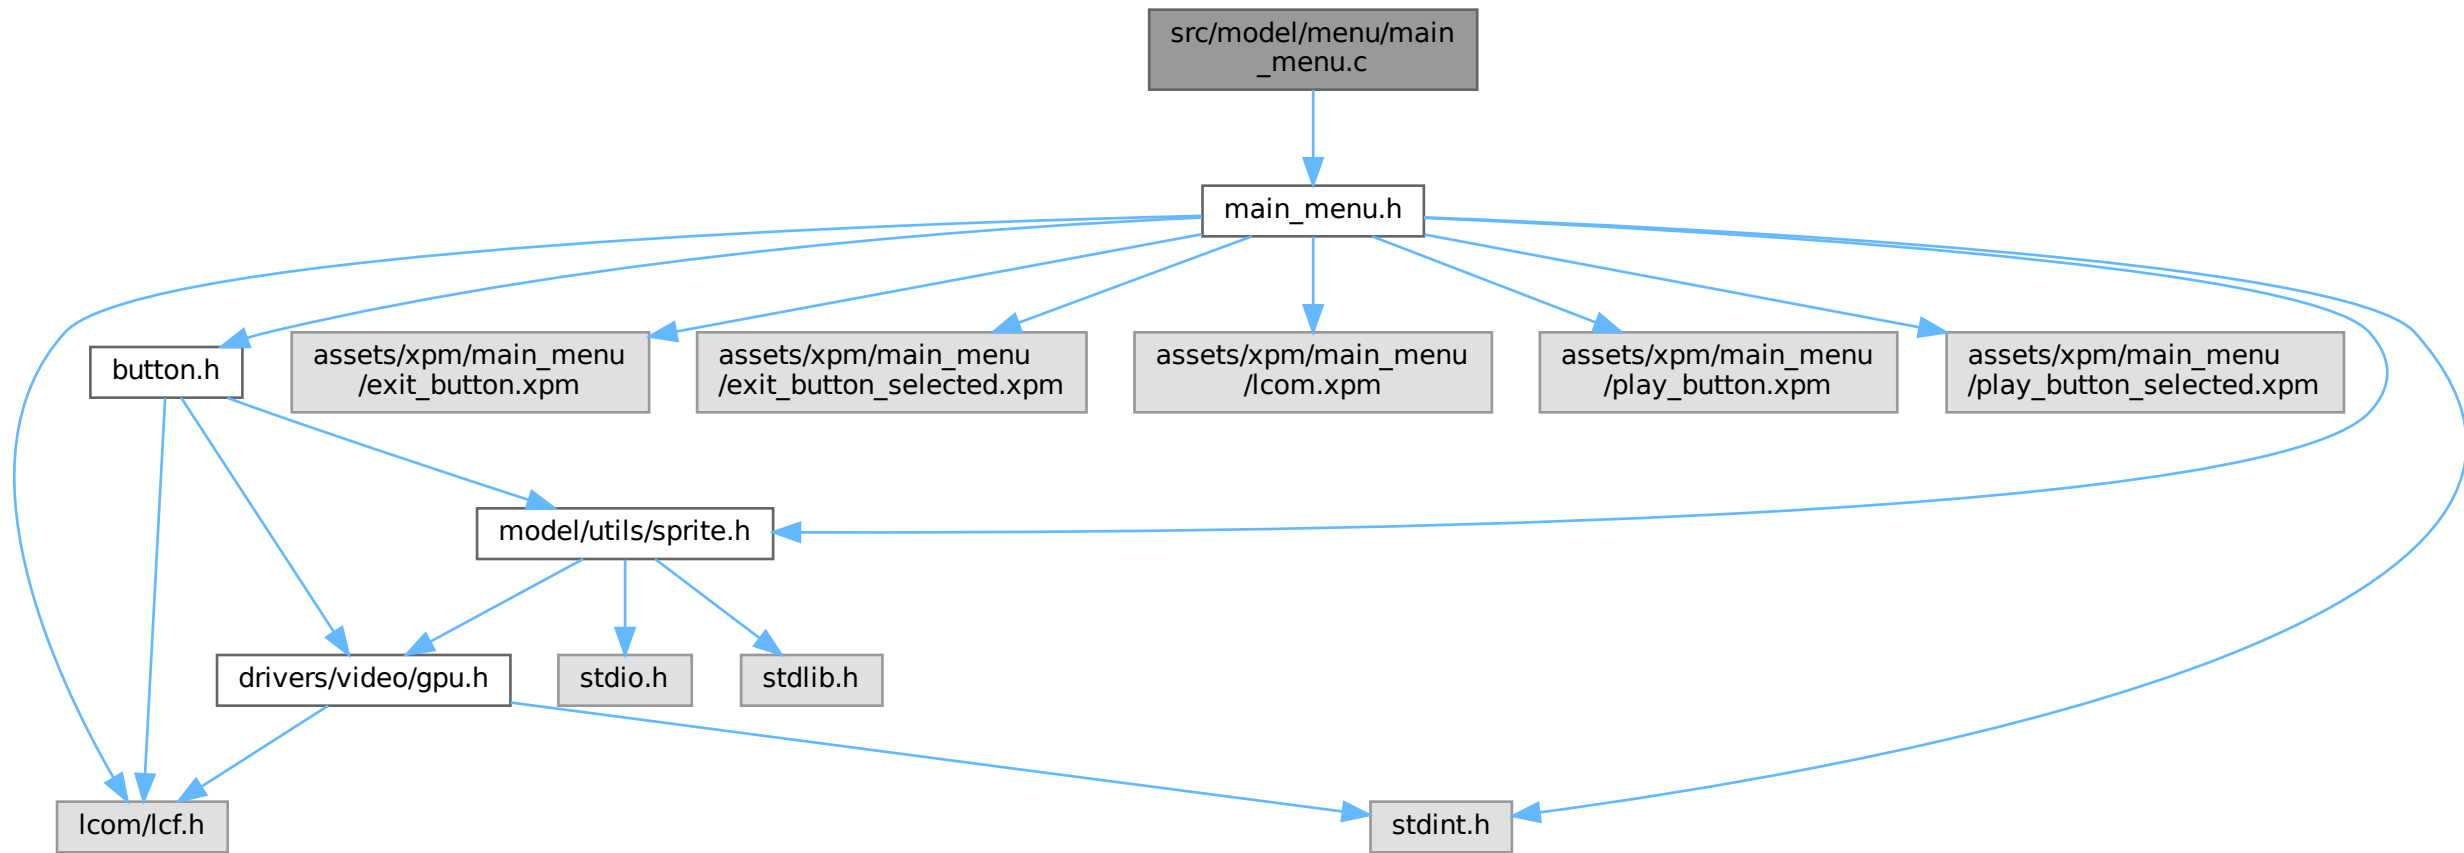 src/model/menu/main
_menu.c
main_menu.h
button.h
assets/xpm/main_menu
/exit_button.xpm
assets/xpm/main_menu
/exit_button_selected.xpm
assets/xpm/main_menu
/lcom.xpm
assets/xpm/main_menu
/play_button.xpm
assets/xpm/main_menu
/play_button_selected.xpm
model/utils/sprite.h
drivers/video/gpu.h
stdio.h
stdlib.h
lcom/lcf.h
stdint.h